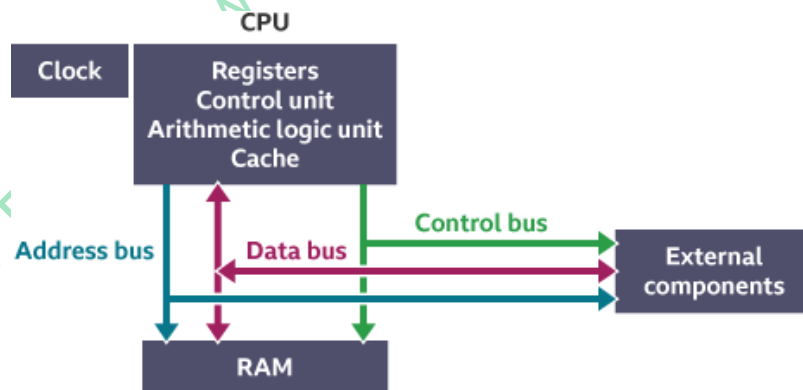 CPU
Clock
Registers
Control unit
Arithmetic logic unit
Cache
Control bus
Address bus
Data bus
External
components
RAM